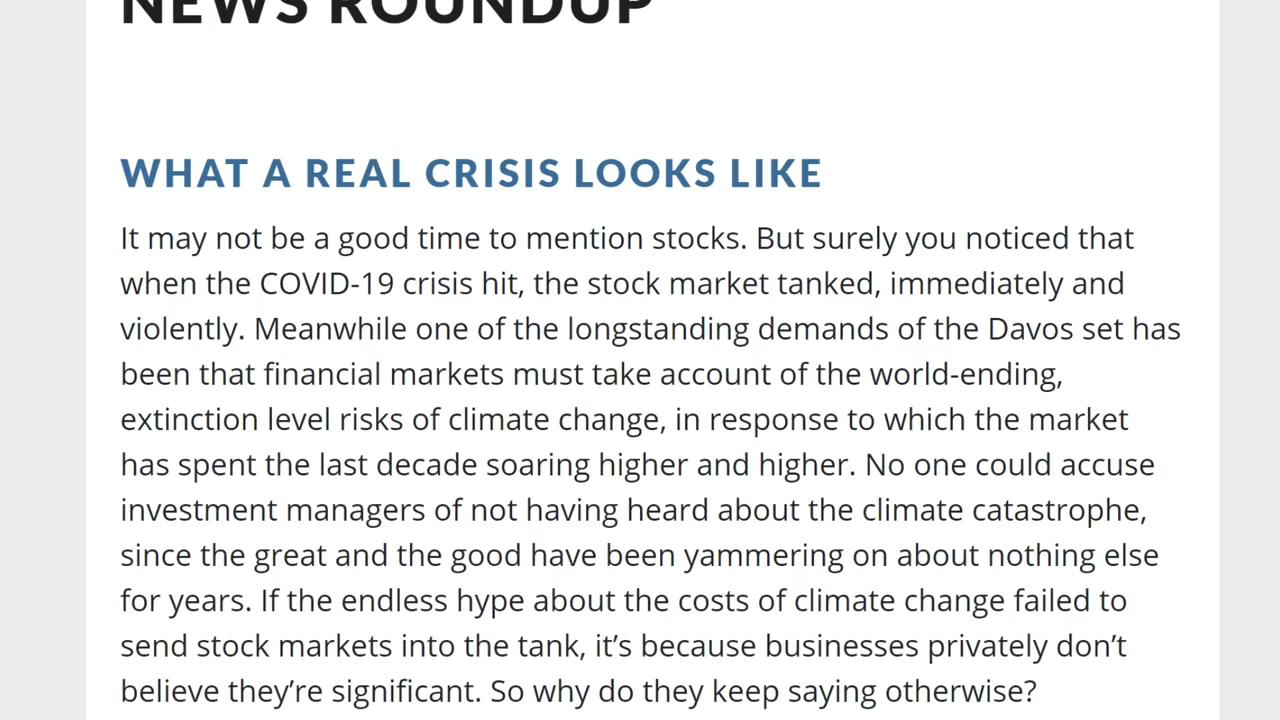 NEWS ROUNDUP
WHAT A REAL CRISIS LOOKS LIKE
It may not be a good time to mention stocks. But surely you noticed that
when the COVID-19 crisis hit, the stock market tanked, immediately and
violently. Meanwhile one of the longstanding demands of the Davos set has
been that financial markets must take account of the world-ending,
extinction level risks of climate change, in response to which the market
has spent the last decade soaring higher and higher. No one could accuse
investment managers of not having heard about the climate catastrophe,
since the great and the good have been yammering on about nothing else
for years. If the endless hype about the costs of climate change failed to
send stock markets into the tank, it’s because businesses privately don’t
believe they’re significant. So why do they keep saying otherwise?